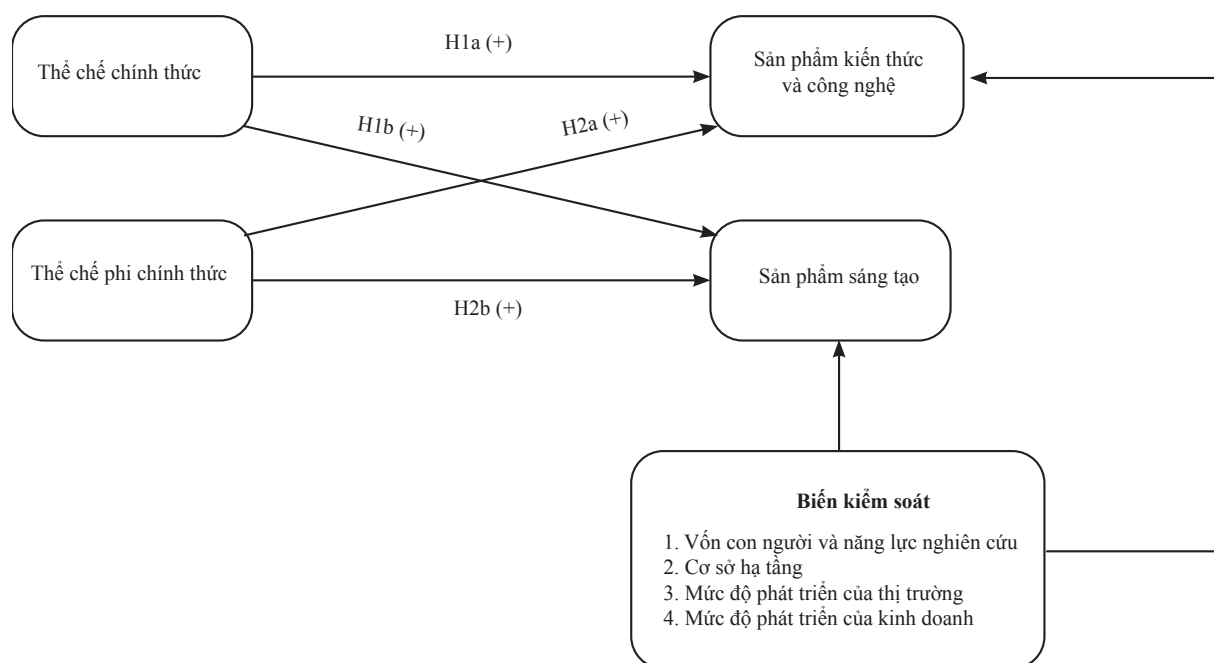 Thể chế chính thức
H1a (+)
Sản phẩm kiến thức
và công nghệ
H1b (+)
H2a (+)
Thể chế phi chính thức
H2b (+)
Sản phẩm sáng tạo
Biến kiểm soát
1. Vốn con người và năng lực nghiên cứu
2. Cơ sở hạ tầng
3. Mức độ phát triển của thị trường
4. Mức độ phát triển của kinh doanh